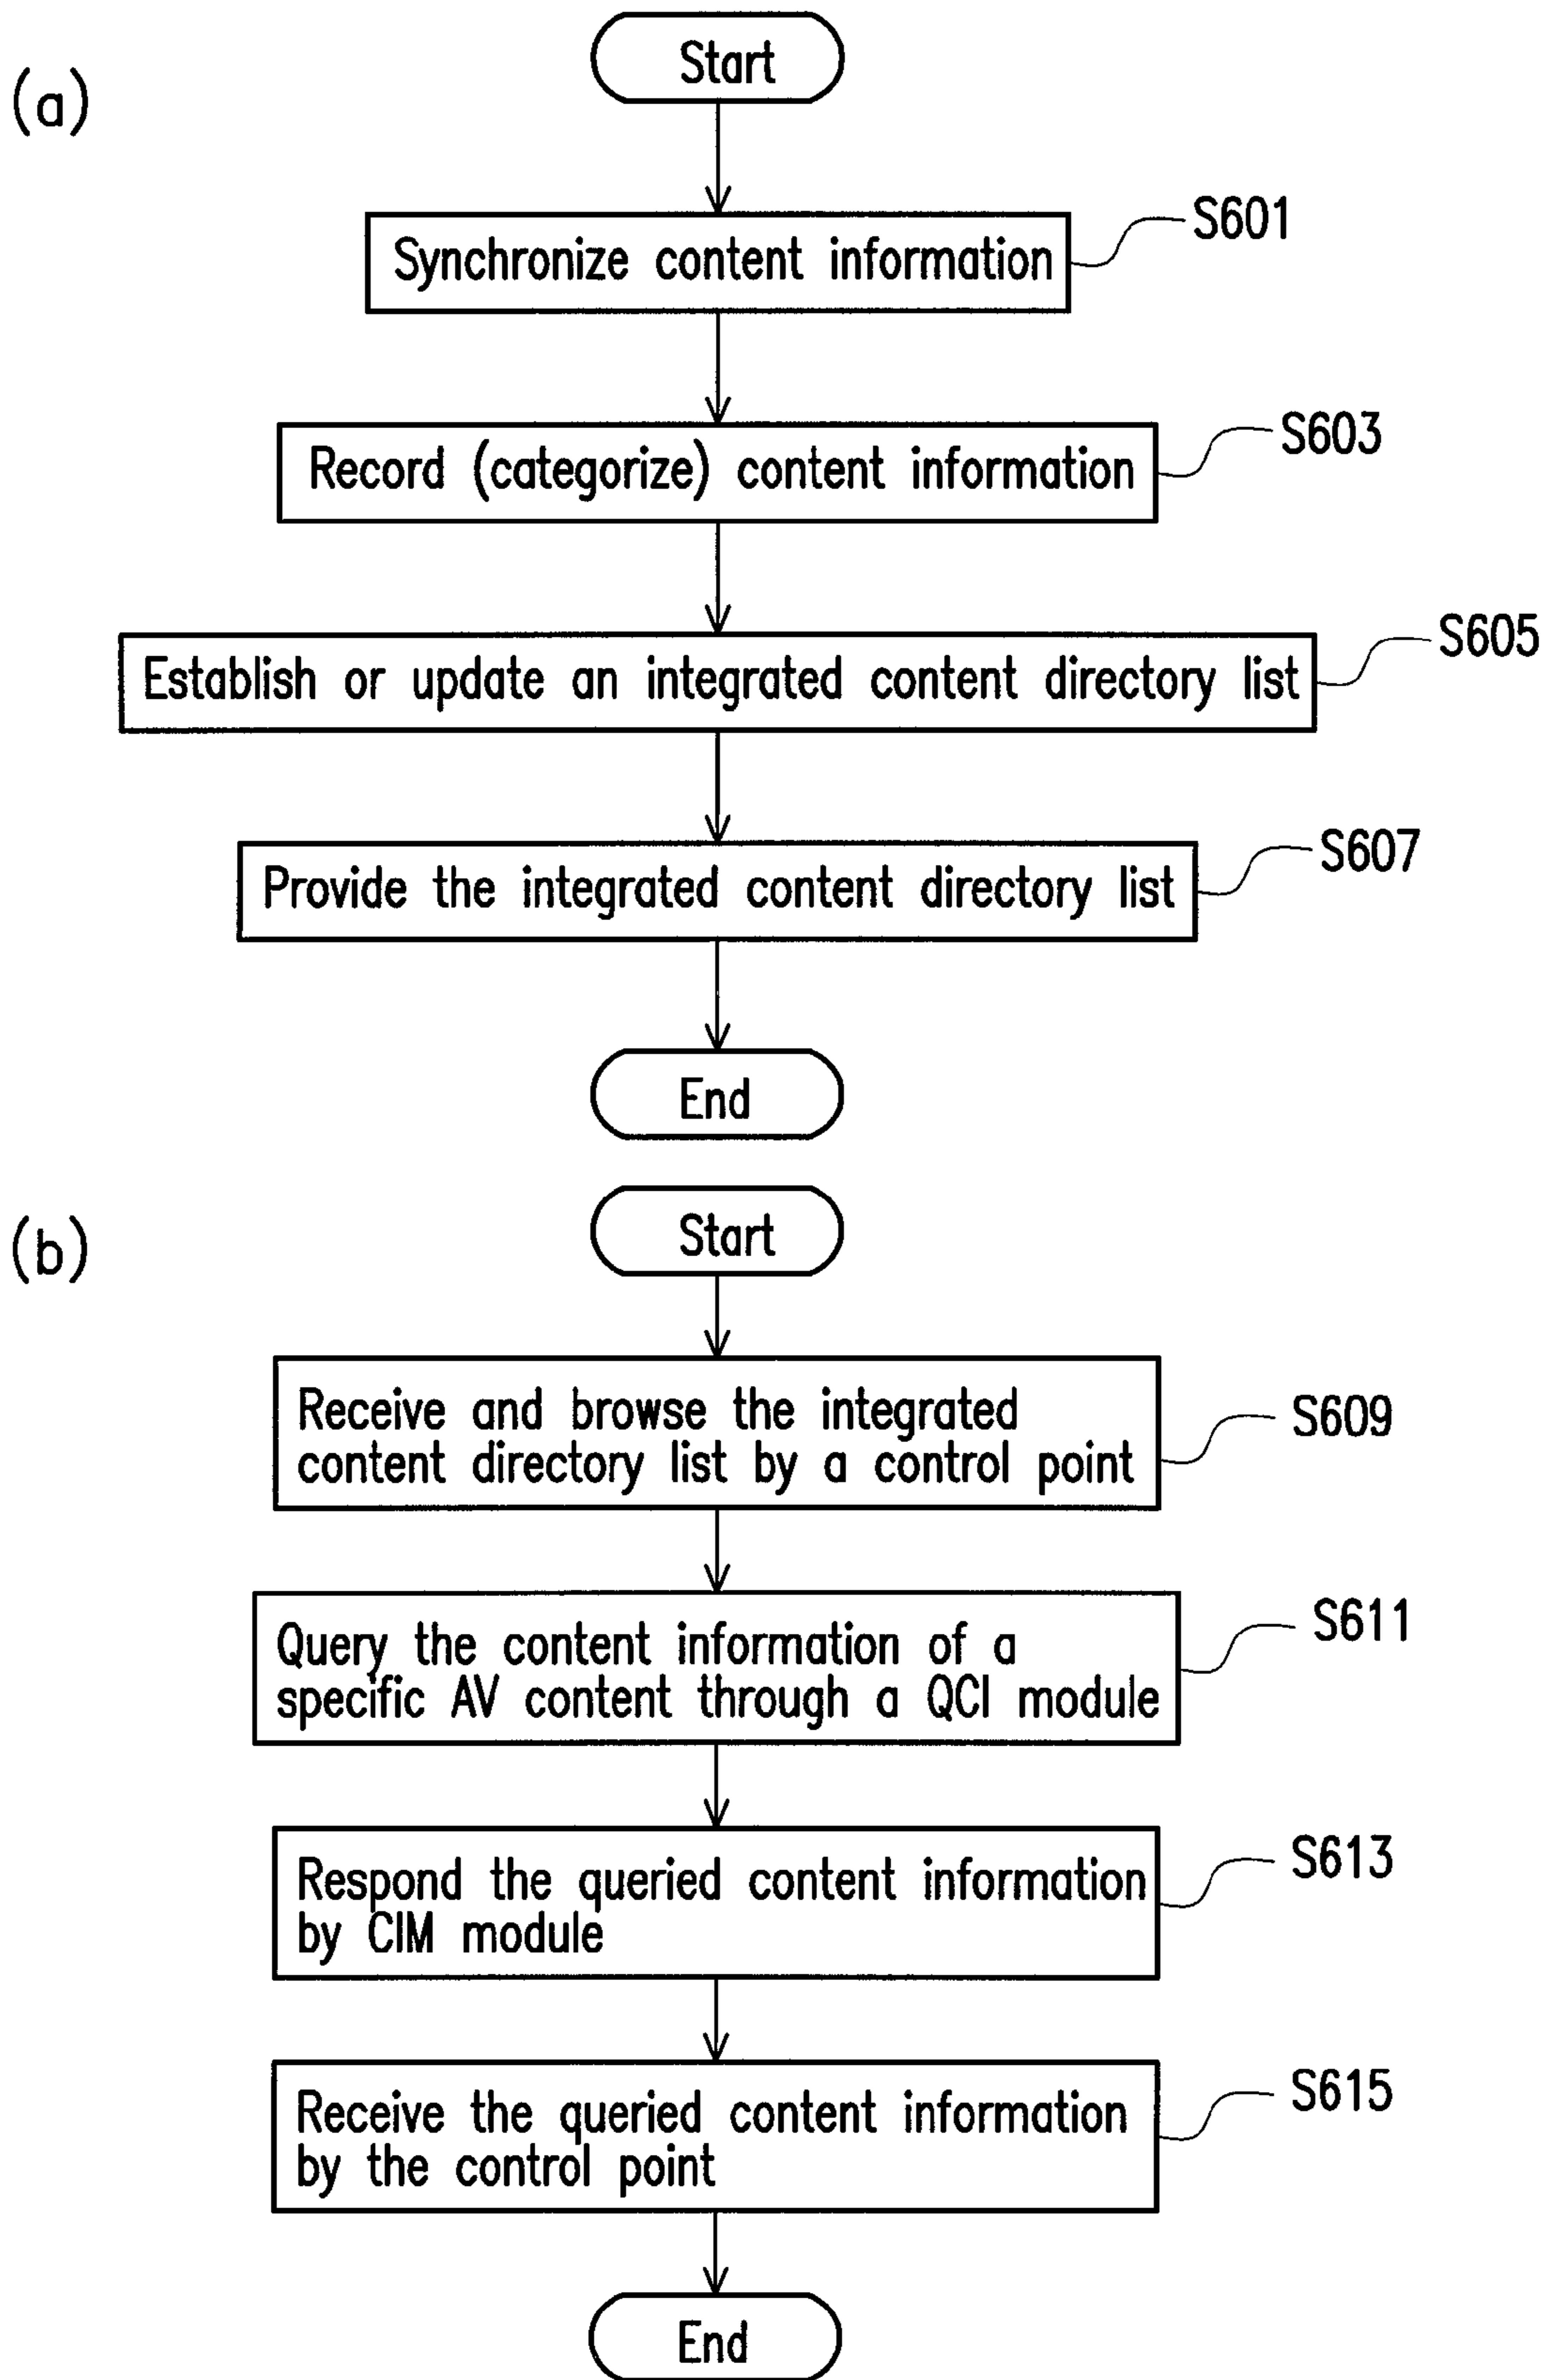 (a)
Start
Synchronize content information
S601
Record (categorize) content information
S603
Establish or update an integrated content directory list
S605
Provide the integrated content directory list
S607
End
(b)
Start
Receive and browse the integrated
content directory list by a control point
S609
Query the content information of a
specific AV content through a QCI module
S611
Respond the queried content information
by CIM module
S613
Receive the queried content information
by the control point
S615
End